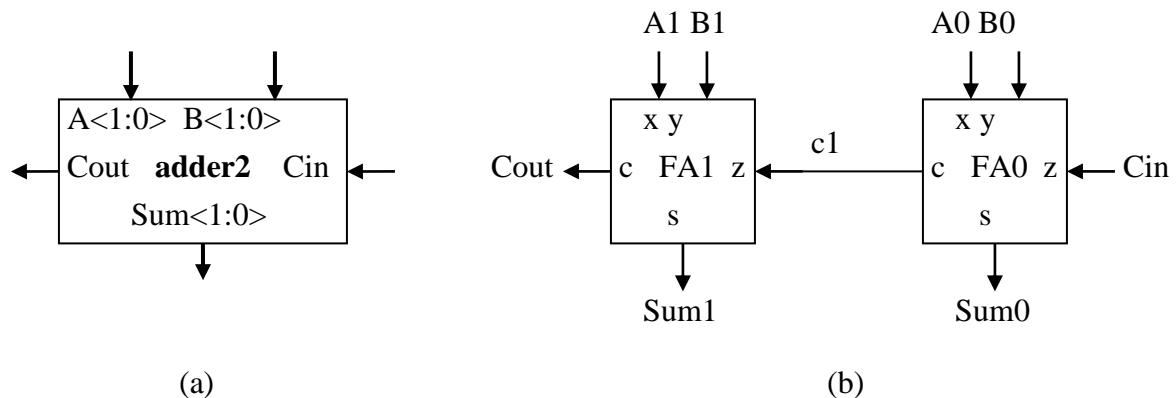 A<1:0> B<1:0>
Cout adder2 Cin
Sum<1:0>
(a)
A1 B1 A0 B0
x y x y
c1
Cout c FA1 z c FA0 z Cin
s s
Sum1 Sum0
(b)